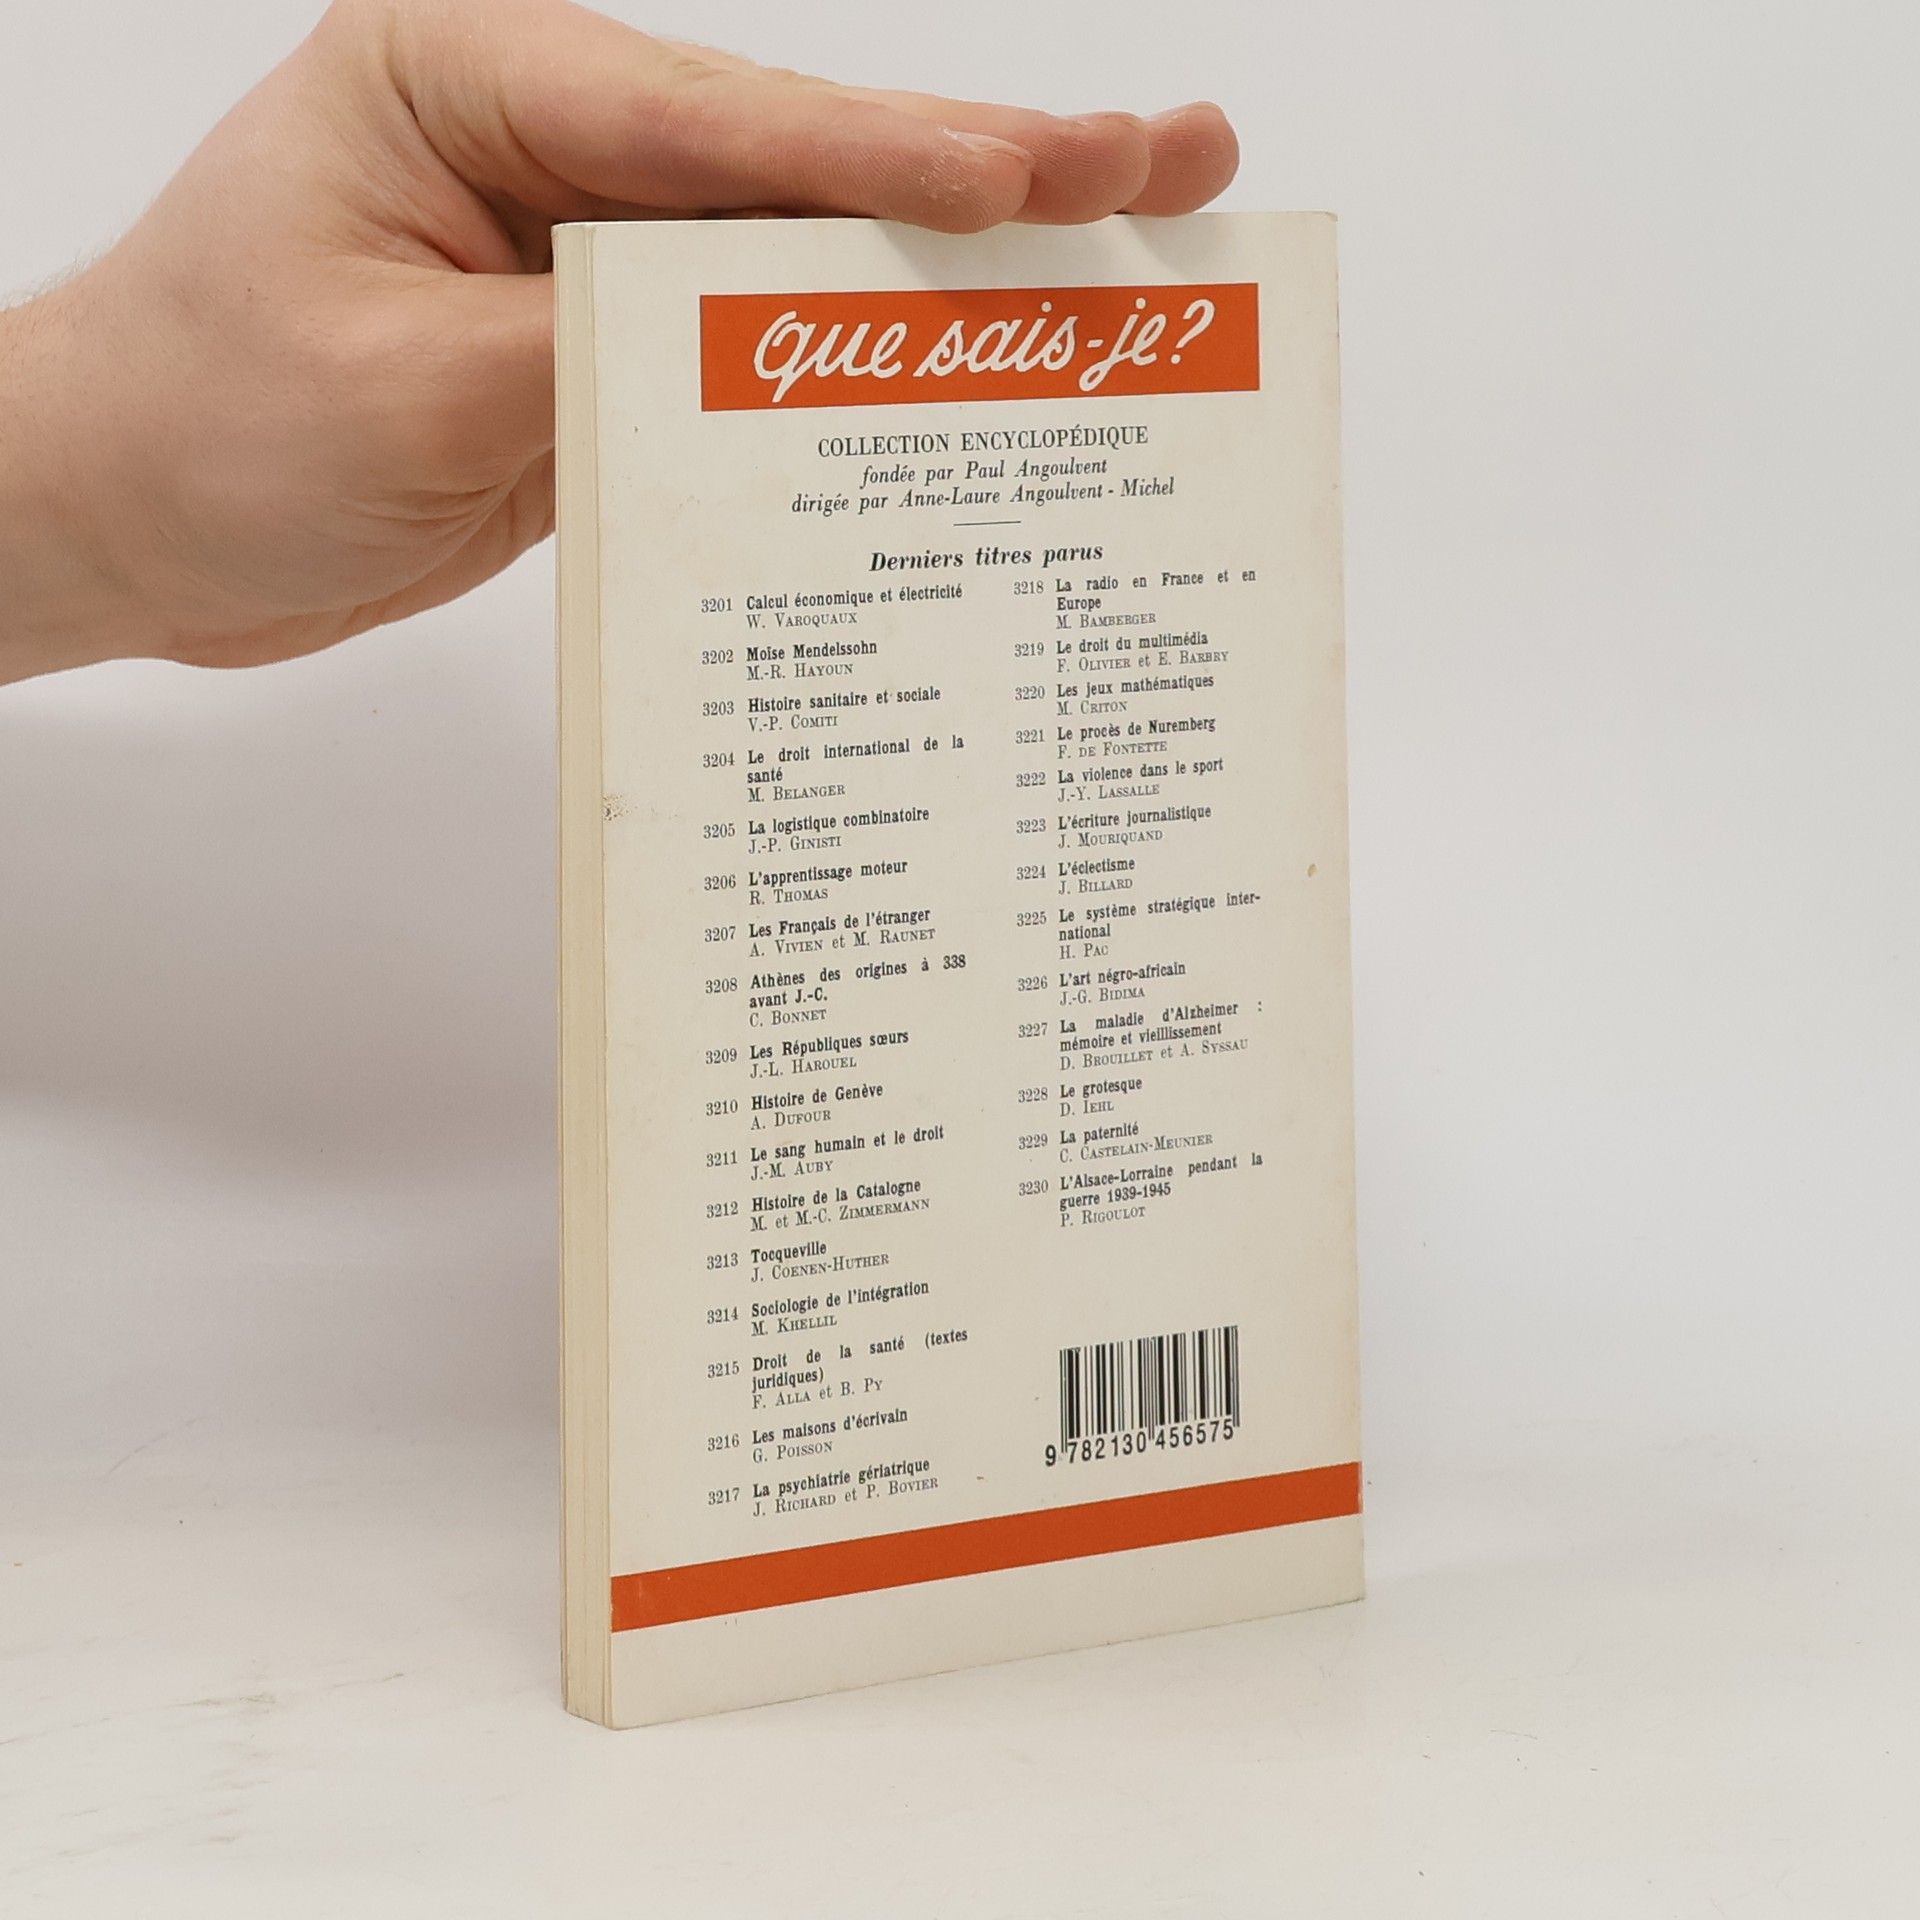 que sais-je?
COLLECTION ENCYCLOPÉDIQUE
fondée par Paul Angoulvent
dirigée par Anne-Laure Angoulvent - Michel
Derniers titres parus
3201 Calcul économique et électricité
W. VAROQUAUX
3202 Moïse Mendelssohn
M.-R. HAYOUN
3203 Histoire sanitaire et sociale
V.-P. COMITI
3204 Le droit international de la
santé
M. BELANGER
3205 La logistique combinatoire
J.-P. GINISTI
3206 L'apprentissage moteur
R. THOMAS
3207 Les Français de l'étranger
A. VIVIEN et M. RAUNET
3208 Athènes des origines à 338
avant J.-C.
C. BONNET
3209 Les Républiques sœurs
J.-L. HAROUEL
3210 Histoire de Genève
A. DUFOUR
3211 Le sang humain et le droit
J.-M. AUBY
3212 Histoire de la Catalogne
M. et M.-C. ZIMMERMANN
3213 Tocqueville
J. COENEN-HUTHER
3214 Sociologie de l'intégration
M. KHELLIL
3215 Droit de la santé (textes
juridiques)
F. ALLA et B. PY
3216 Les maisons d'écrivain
G. POISSON
3217 La psychiatrie gériatrique
J. RICHARD et P. BOVIER
3218 La radio en France et en
Europe
M. BAMBERGER
3219 Le droit du multimédia
F. OLIVIER et E. BARBRY
3220 Les jeux mathématiques
M. CRITON
3221 Le procès de Nuremberg
F. DE FONTETTE
3222 La violence dans le sport
J.-Y. LASSALLE
3223 L'écriture journalistique
J. MOURIQUAND
3224 L'éclectisme
J. BILLARD
3225 Le système stratégique inter-
national
H. PAC
3226 L'art négro-africain
J.-G. BIDIMA
3227 La maladie d'Alzheimer :
mémoire et vieillissement
D. BROUILLET et A. SYSSAU
3228 Le grotesque
D. IEHL
3229 La paternité
C. CASTELAIN-MEUNIER
3230 L'Alsace-Lorraine pendant la
guerre 1939-1945
P. RIGOULOT
9 782130 456575